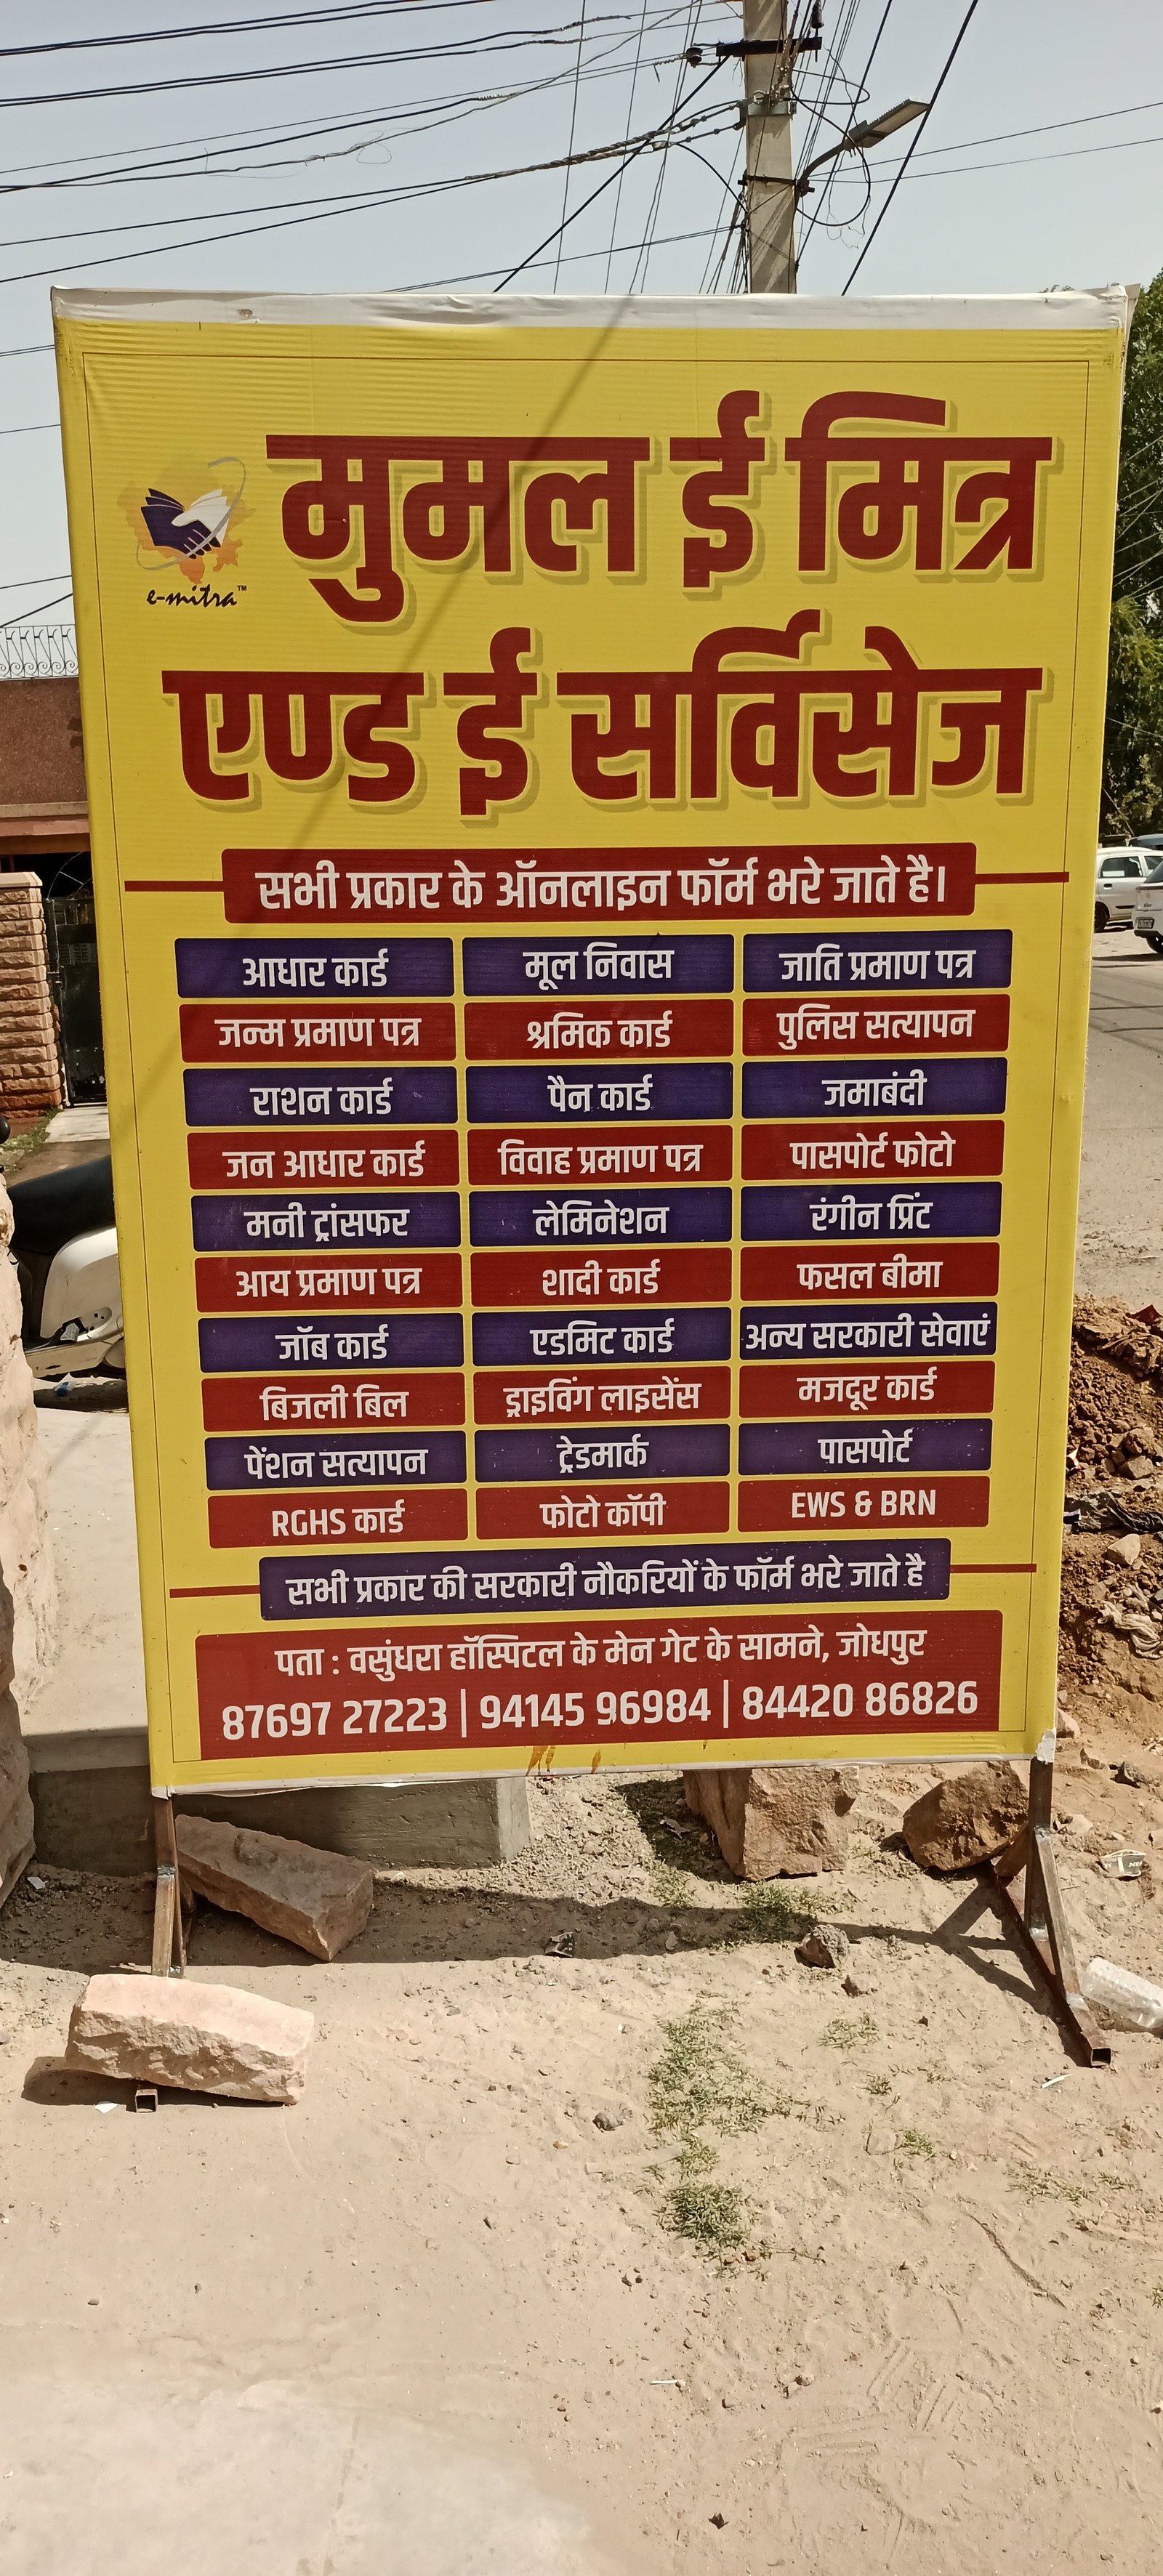 मुमल ई मित्र
e-mitra™
एण्ड ई सर्विसेज
सभी प्रकार के ऑनलाइन फॉर्म भरे जाते है।
आधार कार्ड मूल निवास जाति प्रमाण पत्र
जन्म प्रमाण पत्र श्रमिक कार्ड पुलिस सत्यापन
राशन कार्ड पैन कार्ड जमाबंदी
जन आधार कार्ड विवाह प्रमाण पत्र पासपोर्ट फोटो
मनी ट्रांसफर लेमिनेशन रंगीन प्रिंट
आय प्रमाण पत्र शादी कार्ड फसल बीमा
जॉब कार्ड एडमिट कार्ड अन्य सरकारी सेवाएं
बिजली बिल ड्राइविंग लाइसेंस मजदूर कार्ड
पेंशन सत्यापन ट्रेडमार्क पासपोर्ट
RGHS कार्ड फोटो कॉपी EWS & BRN
सभी प्रकार की सरकारी नौकरियों के फॉर्म भरे जाते है
पता : वसुंधरा हॉस्पिटल के मेन गेट के सामने, जोधपुर
87697 27223 | 94145 96984 | 84420 86826